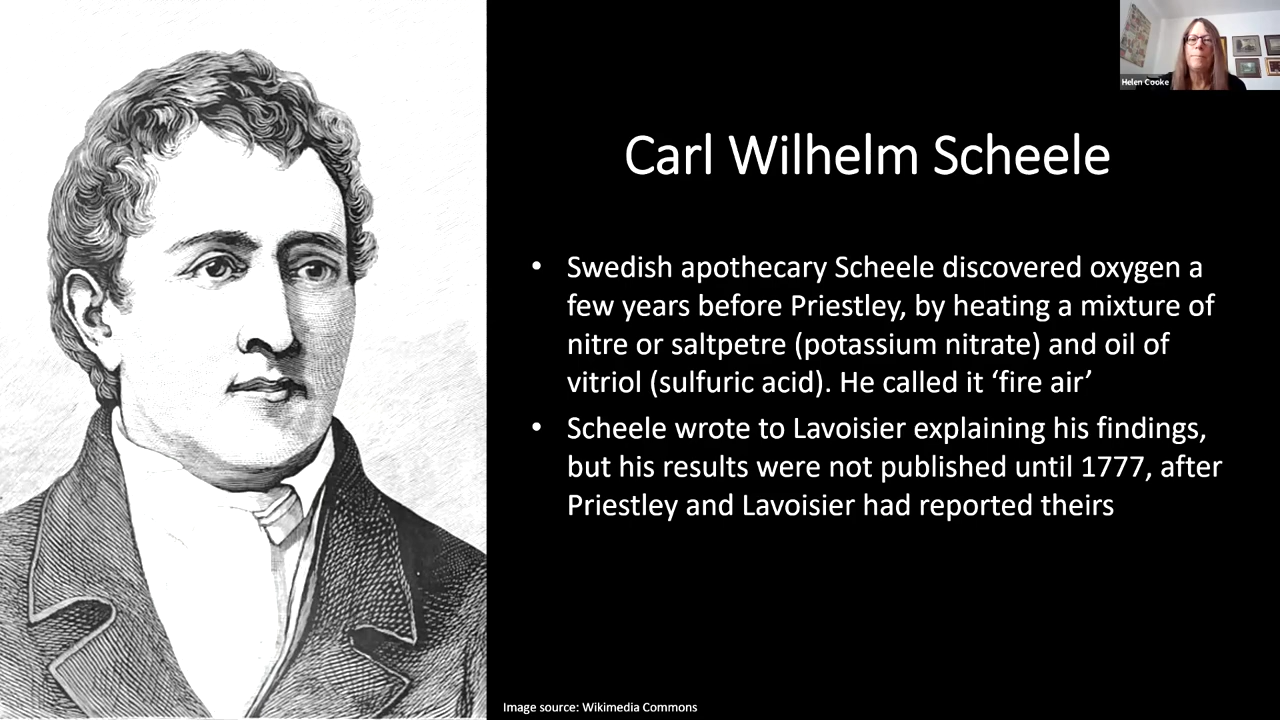 Helen Cooke
Carl Wilhelm Scheele
• Swedish apothecary Scheele discovered oxygen a
few years before Priestley, by heating a mixture of
nitre or saltpetre (potassium nitrate) and oil of
vitriol (sulfuric acid). He called it ‘fire air’
• Scheele wrote to Lavoisier explaining his findings,
but his results were not published until 1777, after
Priestley and Lavoisier had reported theirs
Image source: Wikimedia Commons